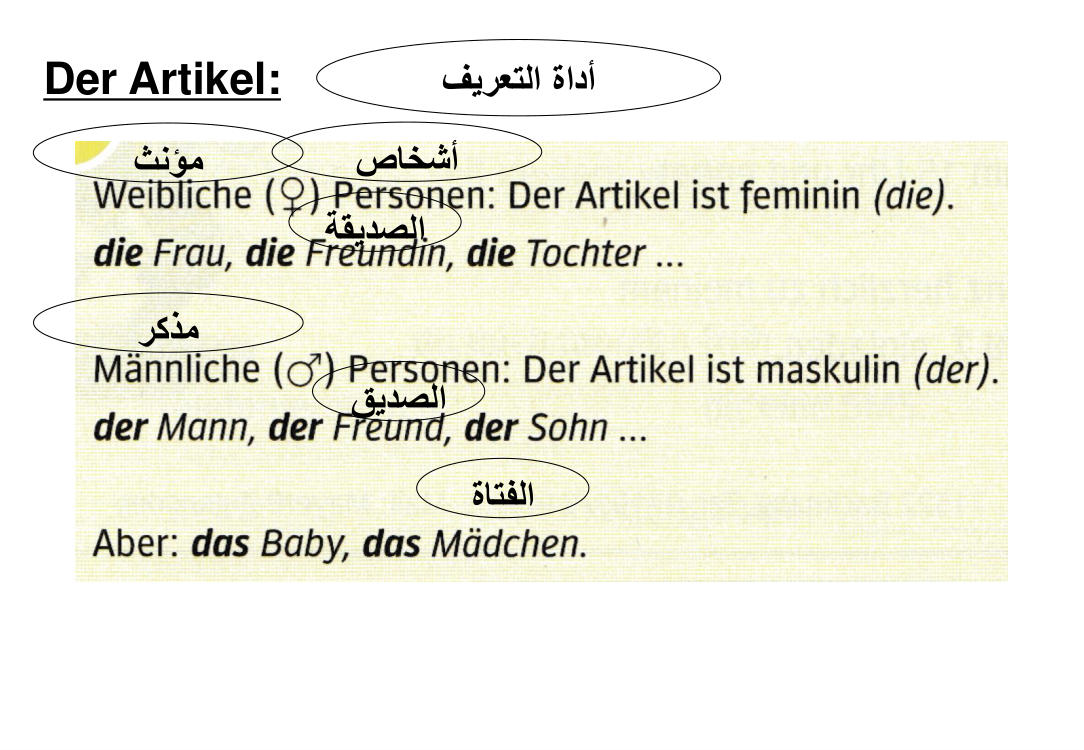 Der Artikel: أداة التعريف
مؤنث أشخاص
Weibliche (♀) Personen: Der Artikel ist feminin (die).
الصديقة
die Frau, die Freundin, die Tochter ...
مذكر
Männliche (♂) Personen: Der Artikel ist maskulin (der).
الصديق
der Mann, der Freund, der Sohn ...
الفتاة
Aber: das Baby, das Mädchen.